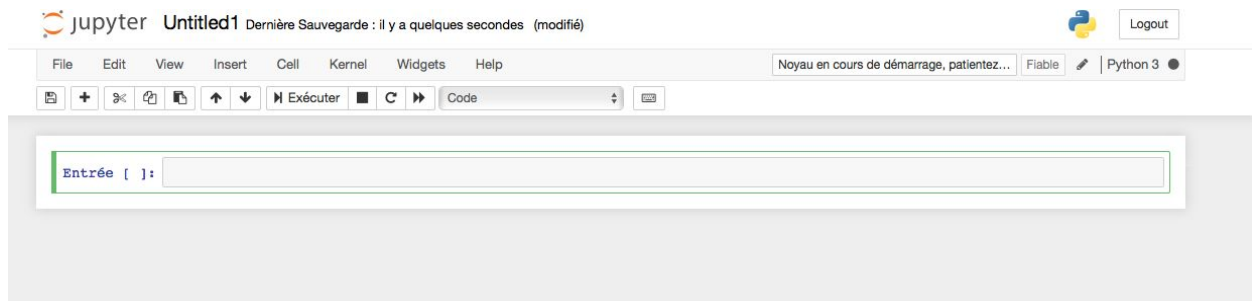 jupyter Untitled1 Dernière Sauvegarde : il y a quelques secondes (modifié) Logout
File Edit View Insert Cell Kernel Widgets Help Noyau en cours de démarrage, patientez... Fiable Python 3
Exécuter Code
Entrée [ ]: